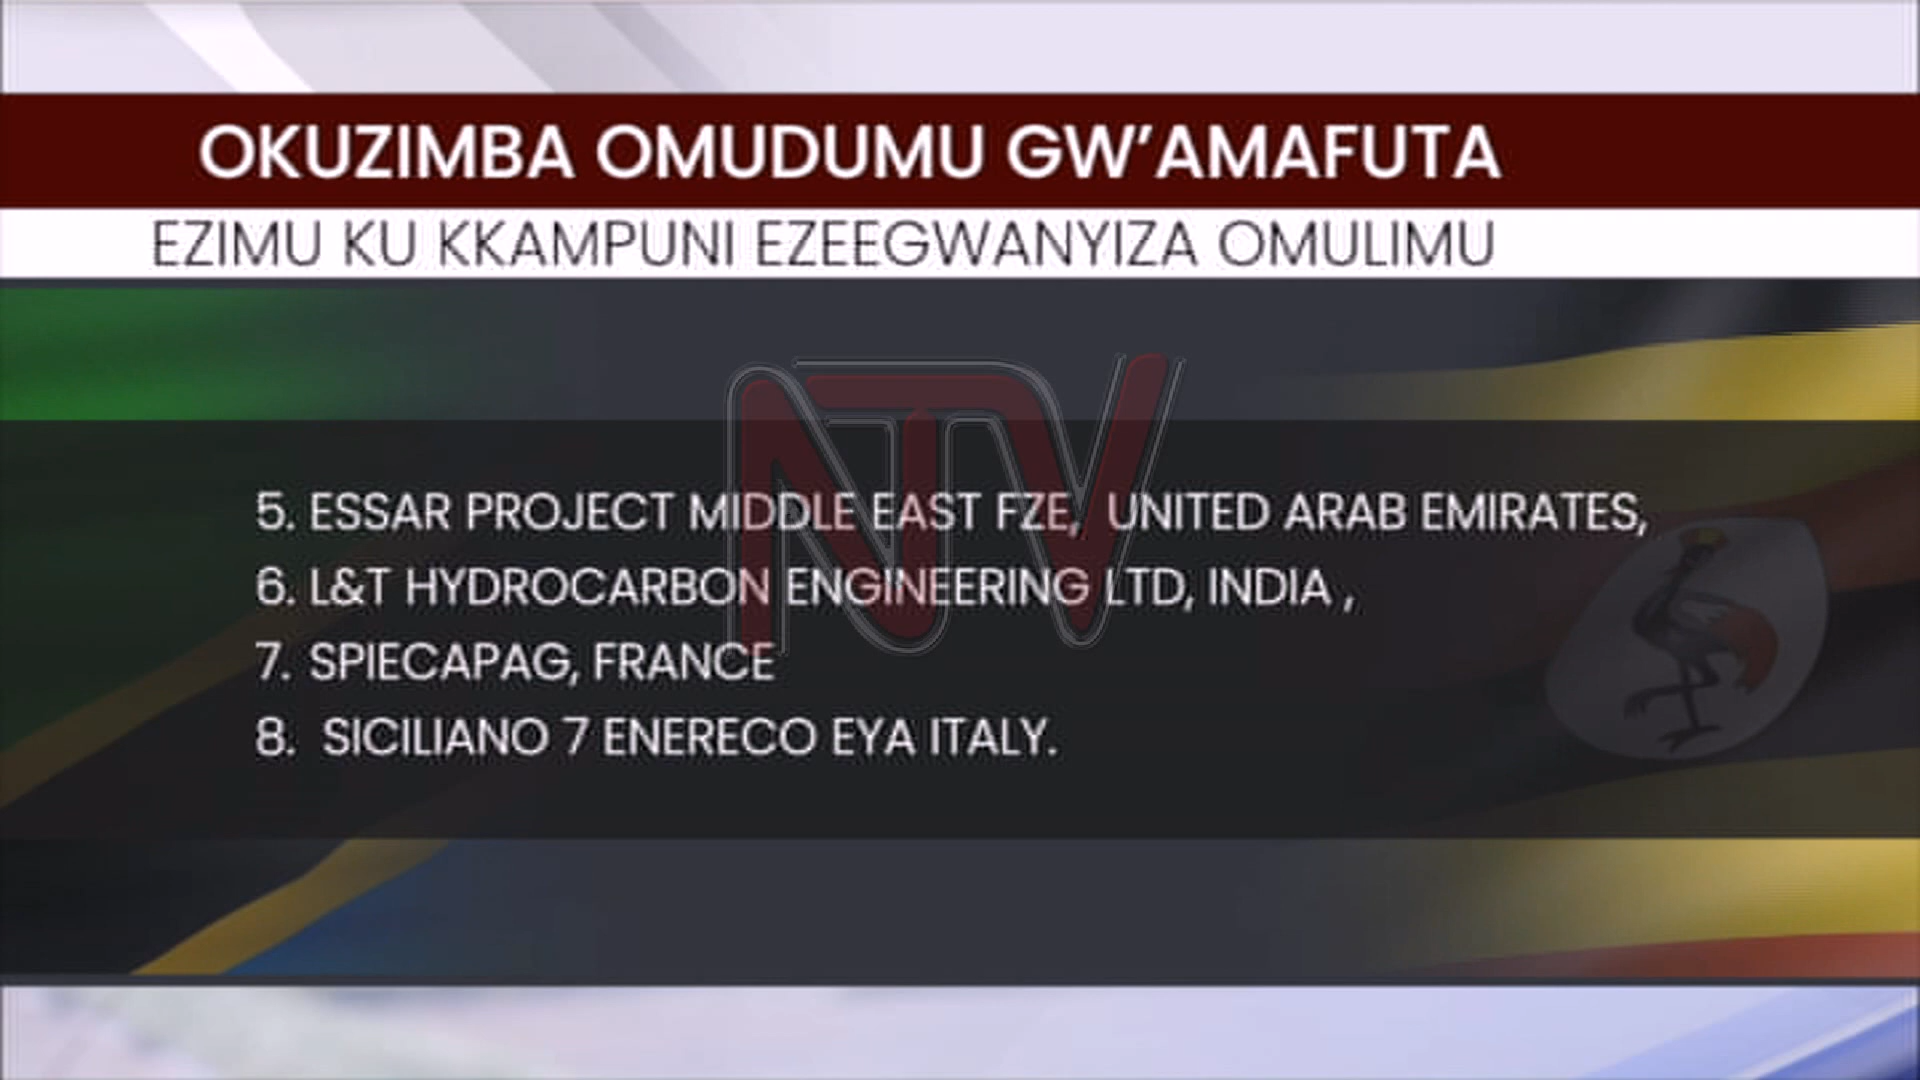 OKUZIMBA OMUDUMU GW'AMAFUTA
EZIMU KU KKAMPUNI EZEEGWANYIZA OMULIMU
NTV
5. ESSAR PROJECT MIDDLE EAST FZE, UNITED ARAB EMIRATES,
6. L&T HYDROCARBON ENGINEERING LTD, INDIA ,
7. SPIECAPAG, FRANCE
8. SICILIANO 7 ENERECO EYA ITALY.